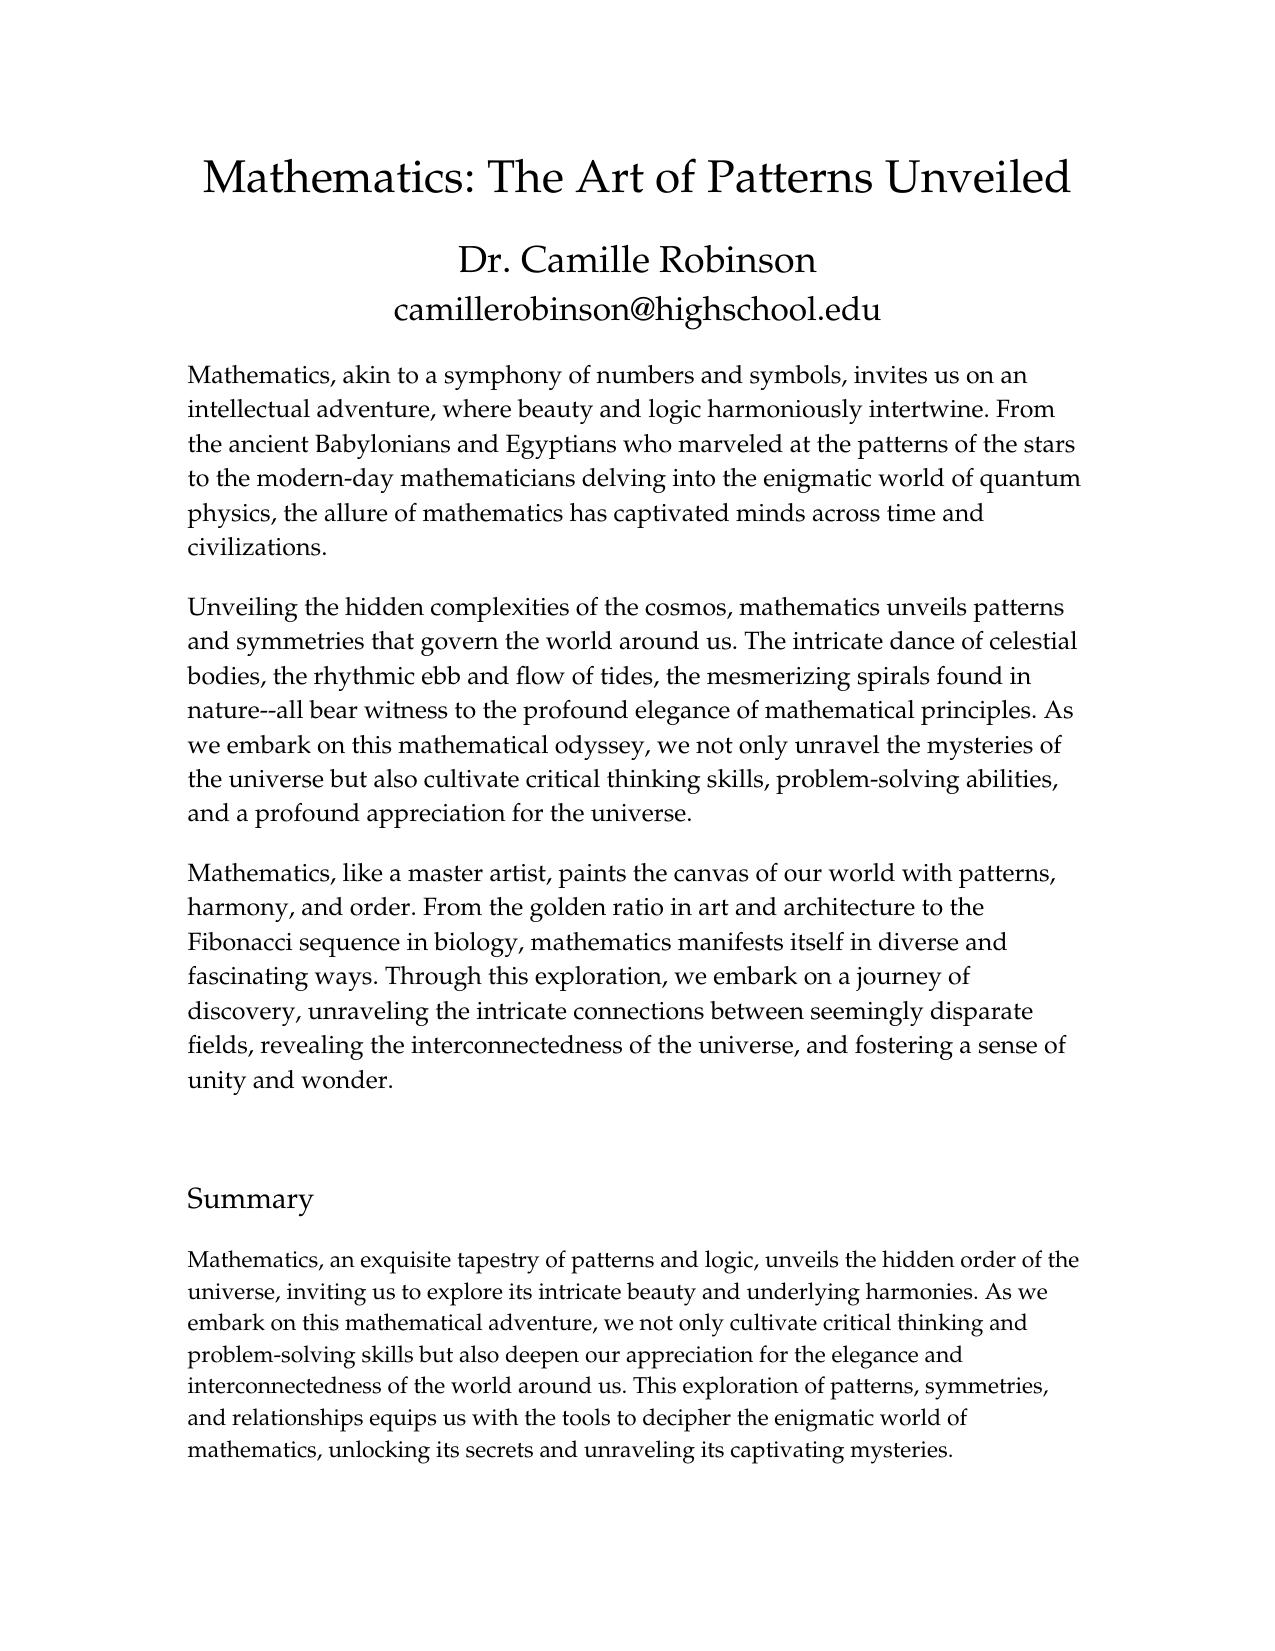 Mathematics: The Art of Patterns Unveiled
Dr. Camille Robinson
camillerobinson@highschool.edu
Mathematics, akin to a symphony of numbers and symbols, invites us on an
intellectual adventure, where beauty and logic harmoniously intertwine. From
the ancient Babylonians and Egyptians who marveled at the patterns of the stars
to the modern-day mathematicians delving into the enigmatic world of quantum
physics, the allure of mathematics has captivated minds across time and
civilizations.
Unveiling the hidden complexities of the cosmos, mathematics unveils patterns
and symmetries that govern the world around us. The intricate dance of celestial
bodies, the rhythmic ebb and flow of tides, the mesmerizing spirals found in
nature--all bear witness to the profound elegance of mathematical principles. As
we embark on this mathematical odyssey, we not only unravel the mysteries of
the universe but also cultivate critical thinking skills, problem-solving abilities,
and a profound appreciation for the universe.
Mathematics, like a master artist, paints the canvas of our world with patterns,
harmony, and order. From the golden ratio in art and architecture to the
Fibonacci sequence in biology, mathematics manifests itself in diverse and
fascinating ways. Through this exploration, we embark on a journey of
discovery, unraveling the intricate connections between seemingly disparate
fields, revealing the interconnectedness of the universe, and fostering a sense of
unity and wonder.
Summary
Mathematics, an exquisite tapestry of patterns and logic, unveils the hidden order of the
universe, inviting us to explore its intricate beauty and underlying harmonies. As we
embark on this mathematical adventure, we not only cultivate critical thinking and
problem-solving skills but also deepen our appreciation for the elegance and
interconnectedness of the world around us. This exploration of patterns, symmetries,
and relationships equips us with the tools to decipher the enigmatic world of
mathematics, unlocking its secrets and unraveling its captivating mysteries.